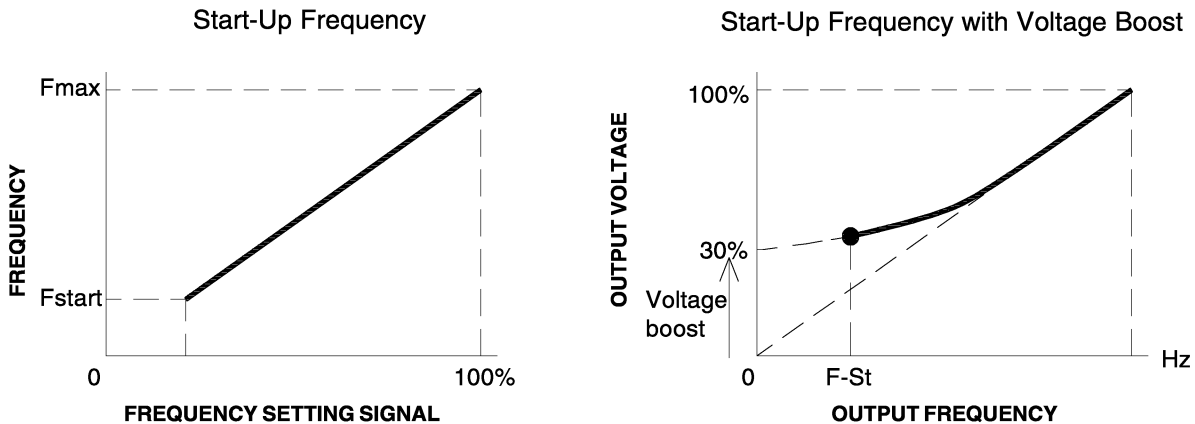 Start-Up Frequency
Fmax
FREQUENCY
Fstart
0
100%
FREQUENCY SETTING SIGNAL
Start-Up Frequency with Voltage Boost
100%
OUTPUT VOLTAGE
30%
Voltage
boost
0
F-St
Hz
OUTPUT FREQUENCY